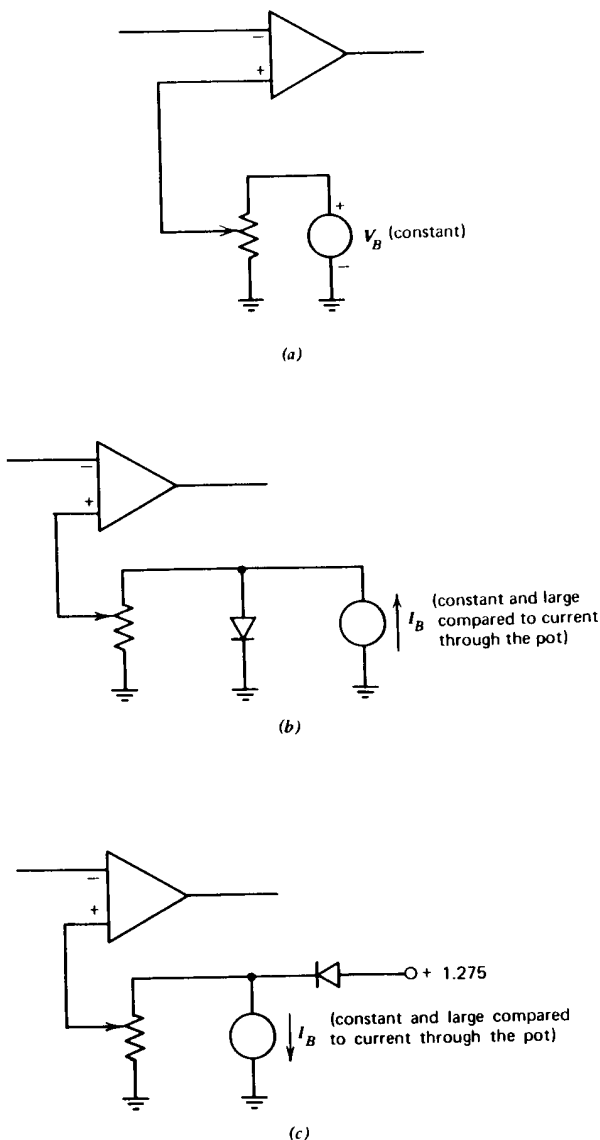 −
+
+
V_B (constant)
−
(a)
−
+
(constant and large
I_B compared to current
through the pot)
(b)
−
+
+ 1.275
(constant and large compared
I_B to current through the pot)
(c)